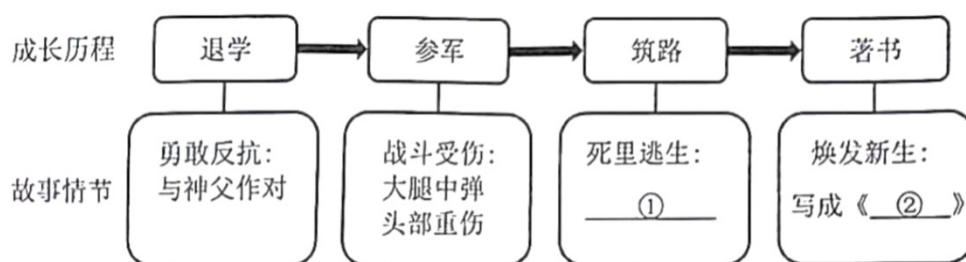 成长历程
退学
参军
筑路
著书
故事情节
勇敢反抗：
与神父作对
战斗受伤：
大腿中弹
头部重伤
死里逃生：
①
焕发新生：
写成《②》